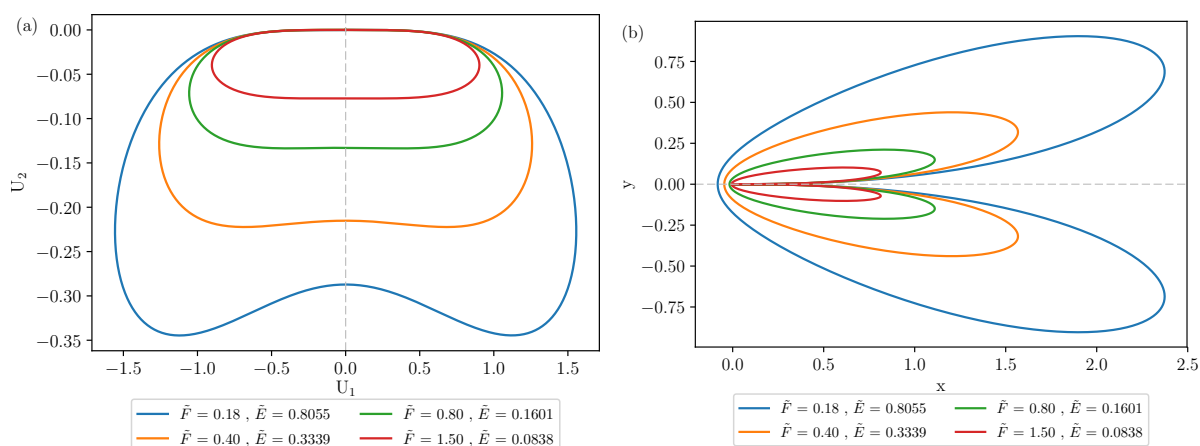 (a)
0.00
−0.05
−0.10
−0.15
−0.20
−0.25
−0.30
−0.35
U₂
−1.5 −1.0 −0.5 0.0 0.5 1.0 1.5
U₁
F̃ = 0.18 , Ẽ = 0.8055 F̃ = 0.80 , Ẽ = 0.1601
F̃ = 0.40 , Ẽ = 0.3339 F̃ = 1.50 , Ẽ = 0.0838
(b)
0.75
0.50
0.25
0.00
−0.25
−0.50
−0.75
y
0.0 0.5 1.0 1.5 2.0 2.5
x
F̃ = 0.18 , Ẽ = 0.8055 F̃ = 0.80 , Ẽ = 0.1601
F̃ = 0.40 , Ẽ = 0.3339 F̃ = 1.50 , Ẽ = 0.0838